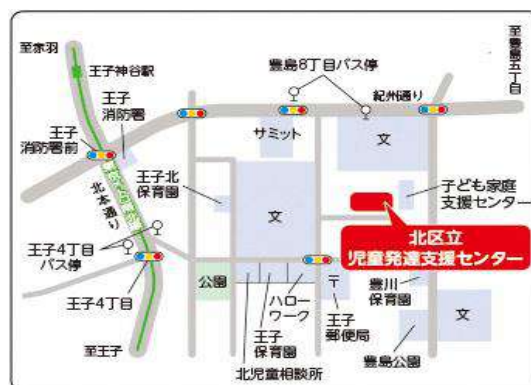 至赤羽
王子神谷駅
豊島8丁目バス停
至豊島五丁目
紀州通り
王子
消防署
王子
消防署前
サミット
文
北本通り
王子北
保育園
文
子ども家庭
支援センター
北区立
児童発達支援センター
王子4丁目
バス停
王子4丁目
公園
ハロー
ワーク
〒
王子
郵便局
豊川
保育園
文
王子
保育園
北児童相談所
豊島公園
至王子